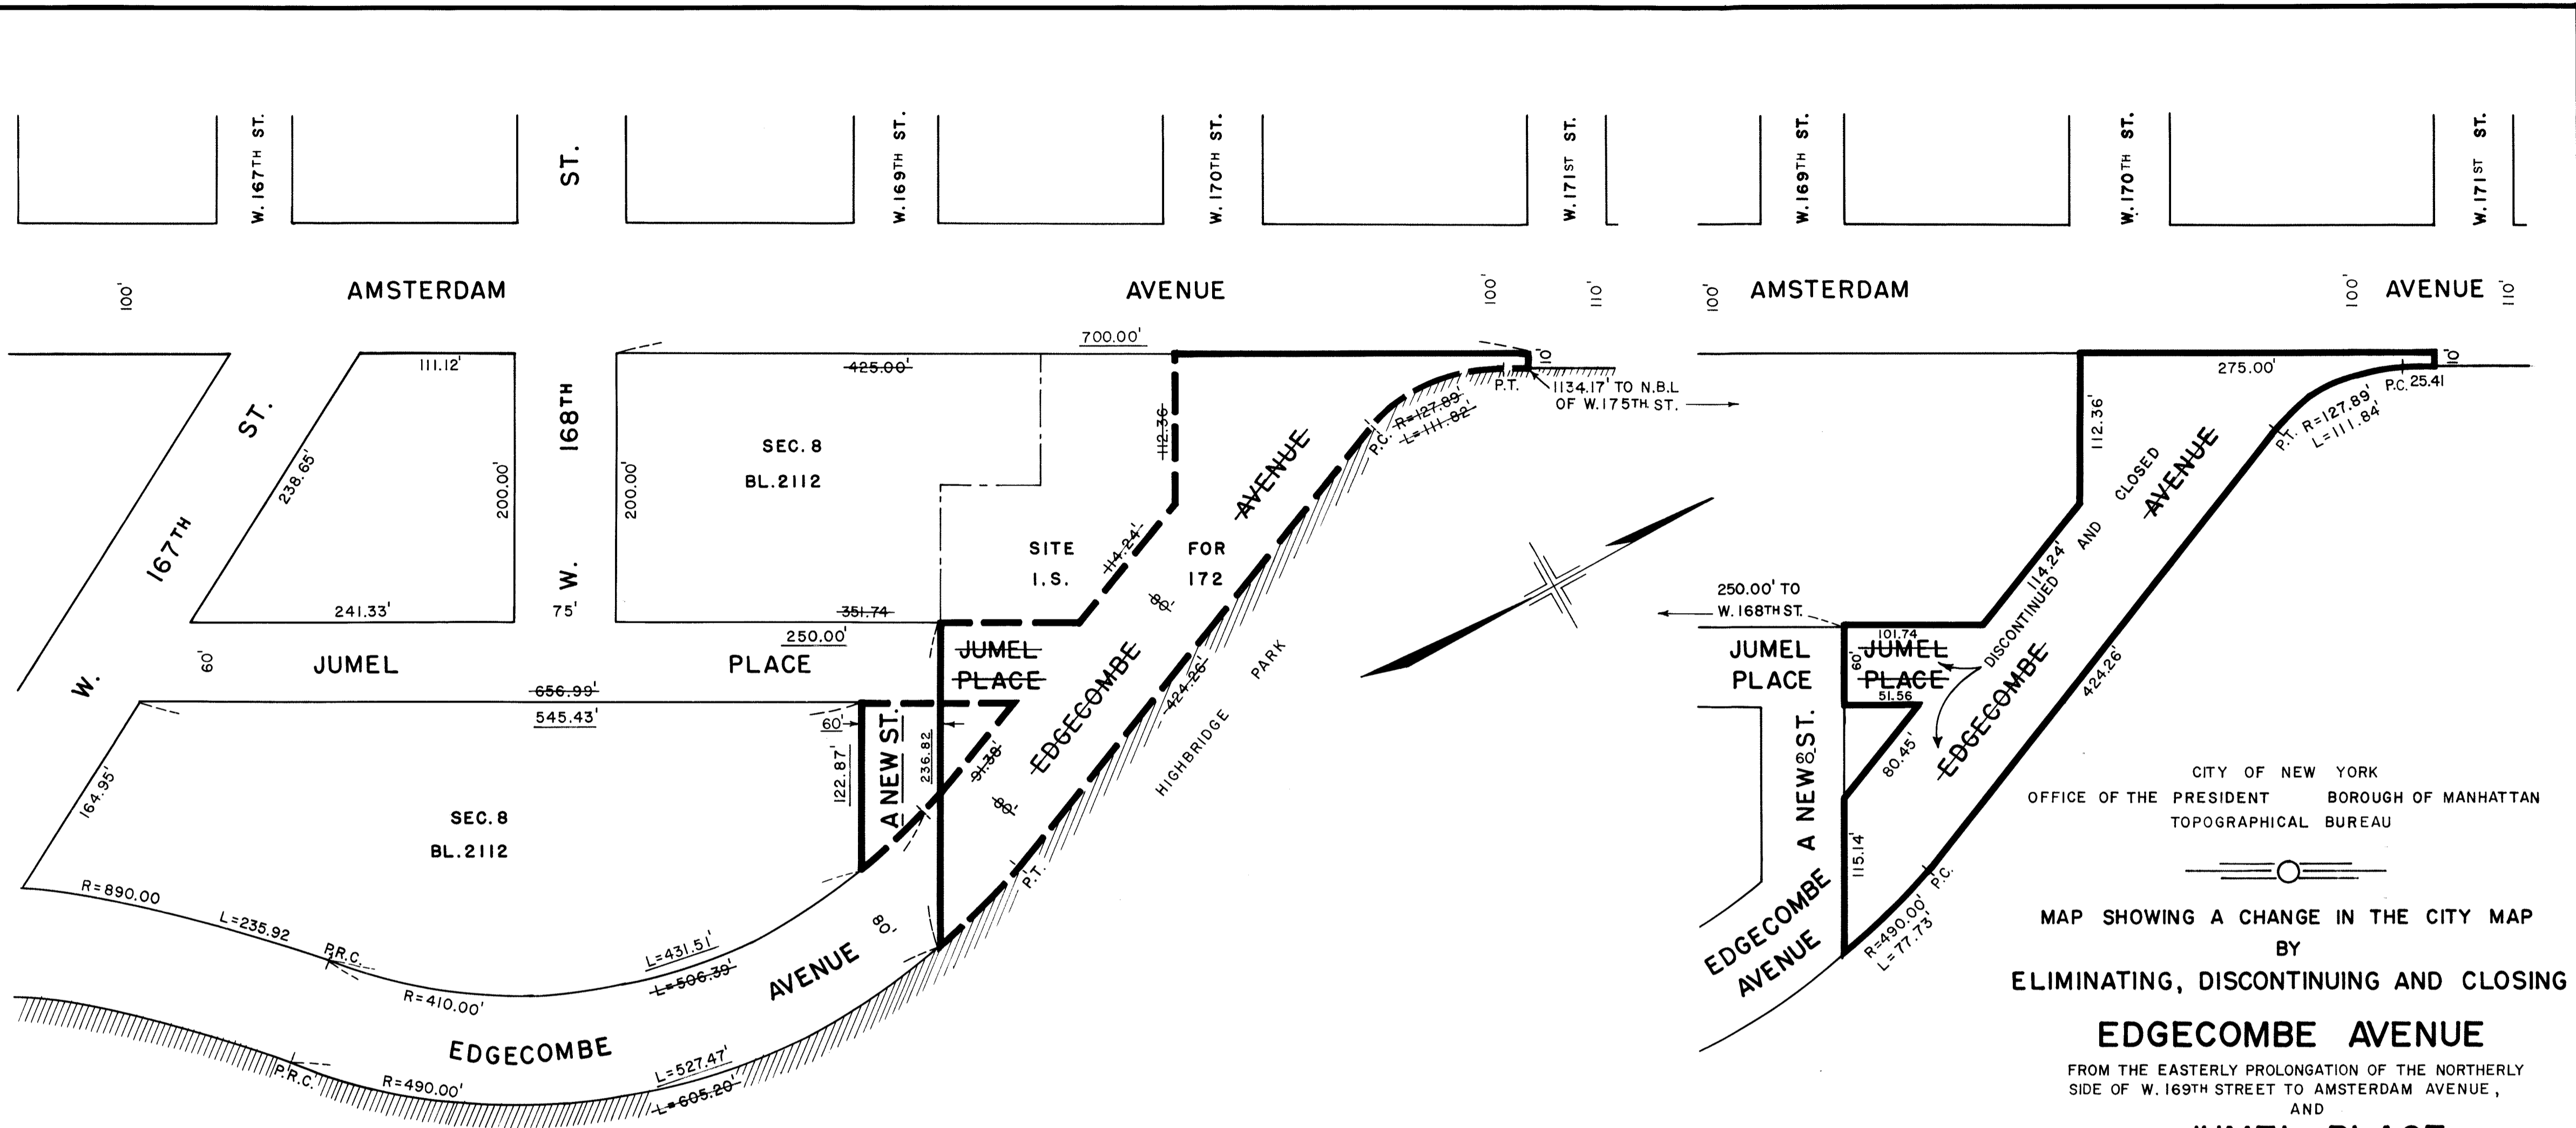 W. 167TH ST.
ST.
W. 169TH ST.
W. 170TH ST.
W. 171ST ST.
W. 169TH ST.
W. 170TH ST.
W. 171ST ST.
100'
AMSTERDAM
AVENUE
100'
110'
100'
AMSTERDAM
100'
AVENUE
110'
111.12'
425.00'
700.00'
10'
P.T.
1134.17' TO N.B.L
OF W. 175TH. ST.
275.00'
10'
P.C. 25.41
W. 167TH ST.
238.65'
200.00'
W. 168TH
200.00'
SEC. 8
BL. 2112
112.36
P.C.
R=127.89'
L=111.82'
112.36'
P.T.
R=127.89'
L=111.84'
SITE FOR
I.S. 172
114.24'
EDGECOMBE AVENUE
80'
80'
424.26'
HIGHBRIDGE PARK
241.33'
75'
351.74
250.00'
60'
JUMEL
PLACE
JUMEL
PLACE
656.99'
545.43'
60'
A NEW ST.
122.87'
236.82
91.38'
P.T.
164.95'
SEC. 8
BL. 2112
R=890.00
L=235.92
P.R.C.
R=410.00'
L=431.51'
L=506.39'
80'
EDGECOMBE
AVENUE
P.R.C.
R=490.00'
L=527.47'
L=605.20'
250.00' TO
W. 168TH ST.
JUMEL
PLACE
101.74
60'
JUMEL
PLACE
51.56
114.24'
DISCONTINUED AND CLOSED
EDGECOMBE AVENUE
424.26'
80.45'
A NEW ST.
60'
115.14'
P.C.
R=490.00'
L=77.73'
EDGECOMBE
AVENUE
CITY OF NEW YORK
OFFICE OF THE PRESIDENT BOROUGH OF MANHATTAN
TOPOGRAPHICAL BUREAU
MAP SHOWING A CHANGE IN THE CITY MAP
BY
ELIMINATING, DISCONTINUING AND CLOSING
EDGECOMBE AVENUE
FROM THE EASTERLY PROLONGATION OF THE NORTHERLY
SIDE OF W. 169TH STREET TO AMSTERDAM AVENUE,
AND